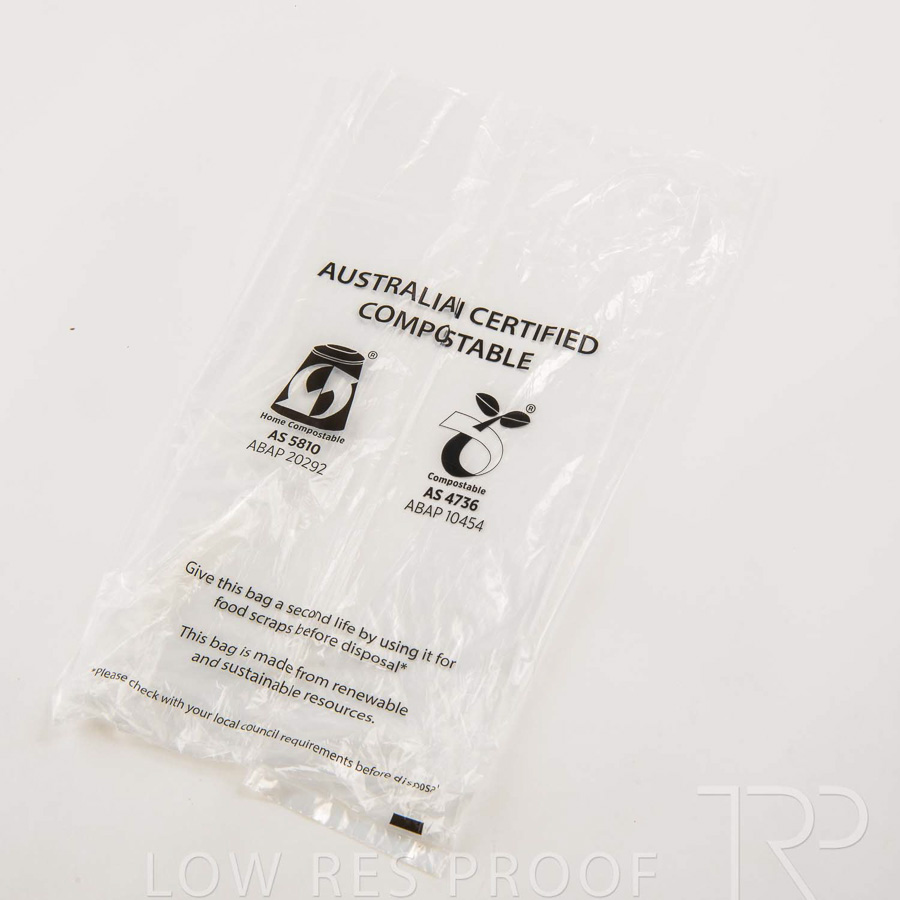 AUSTRALIAN CERTIFIED
COMPOSTABLE
®
Home Compostable
AS 5810
ABAP 20292
®
Compostable
AS 4736
ABAP 10454
Give this bag a second life by using it for
food scraps before disposal*
This bag is made from renewable
and sustainable resources.
*Please check with your local council requirements before disposal
TRP
LOW RES PROOF